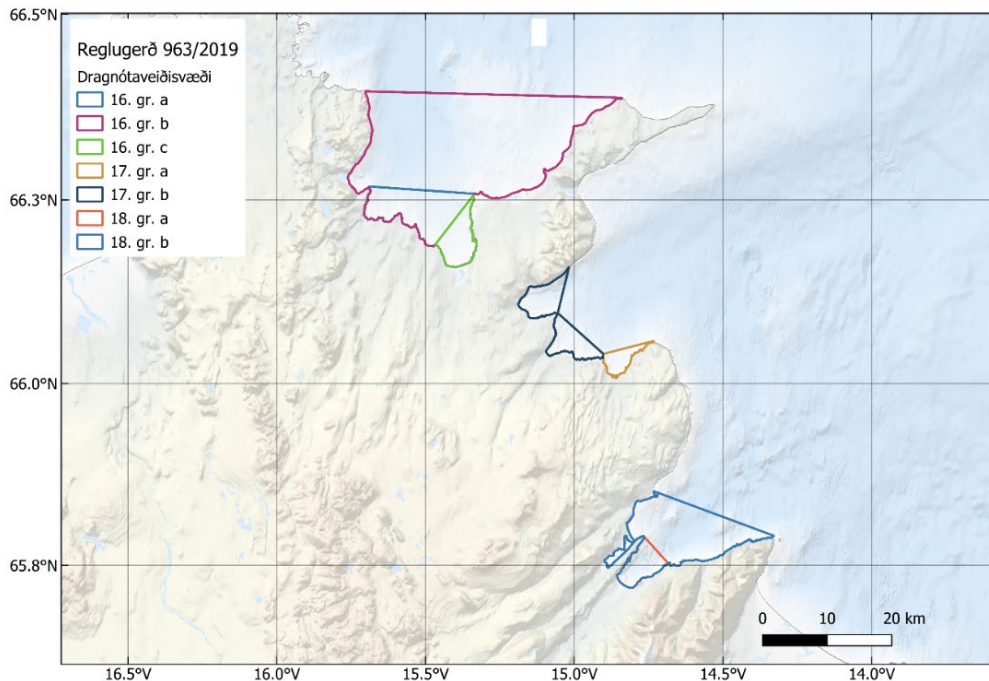 66.5°N
Reglugerð 963/2019
Dragnótaveiðisvæði
16. gr. a
16. gr. b
16. gr. c
17. gr. a
17. gr. b
18. gr. a
18. gr. b
66.3°N
66.0°N
65.8°N
0 10 20 km
16.5°V 16.0°V 15.5°V 15.0°V 14.5°V 14.0°V